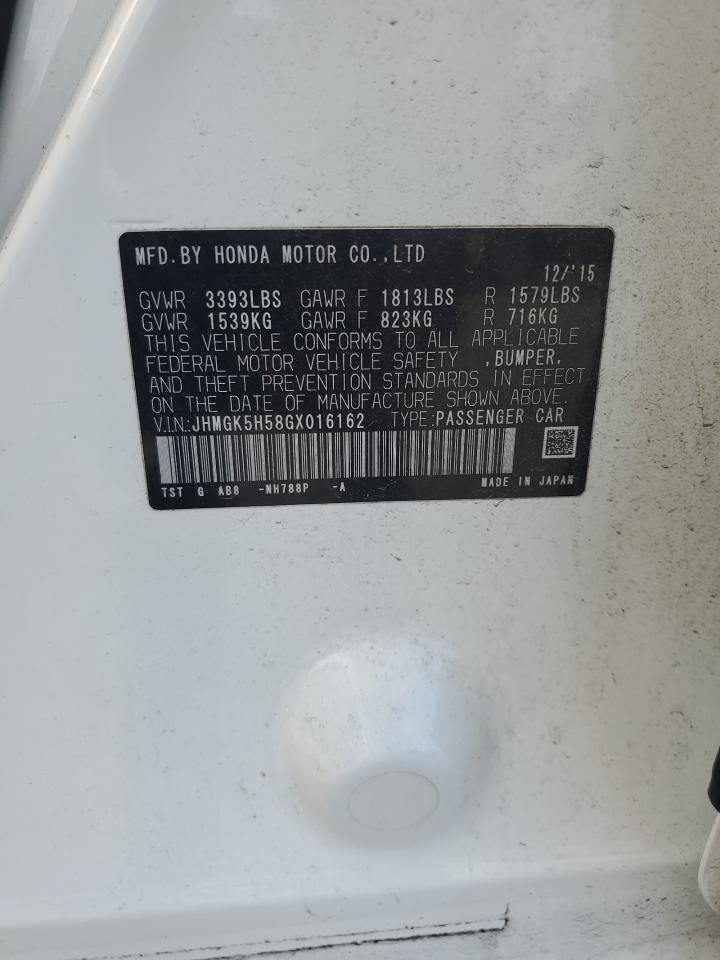 MFD.BY HONDA MOTOR CO.,LTD
12/'15
GVWR 3393LBS GAWR F 1813LBS R 1579LBS
GVWR 1539KG GAWR F 823KG R 716KG
THIS VEHICLE CONFORMS TO ALL APPLICABLE
FEDERAL MOTOR VEHICLE SAFETY ,BUMPER,
AND THEFT PREVENTION STANDARDS IN EFFECT
ON THE DATE OF MANUFACTURE SHOWN ABOVE.
V.I.N.:JHMGK5H58GX016162 TYPE:PASSENGER CAR
TST G AB8 -NH788P -A MADE IN JAPAN